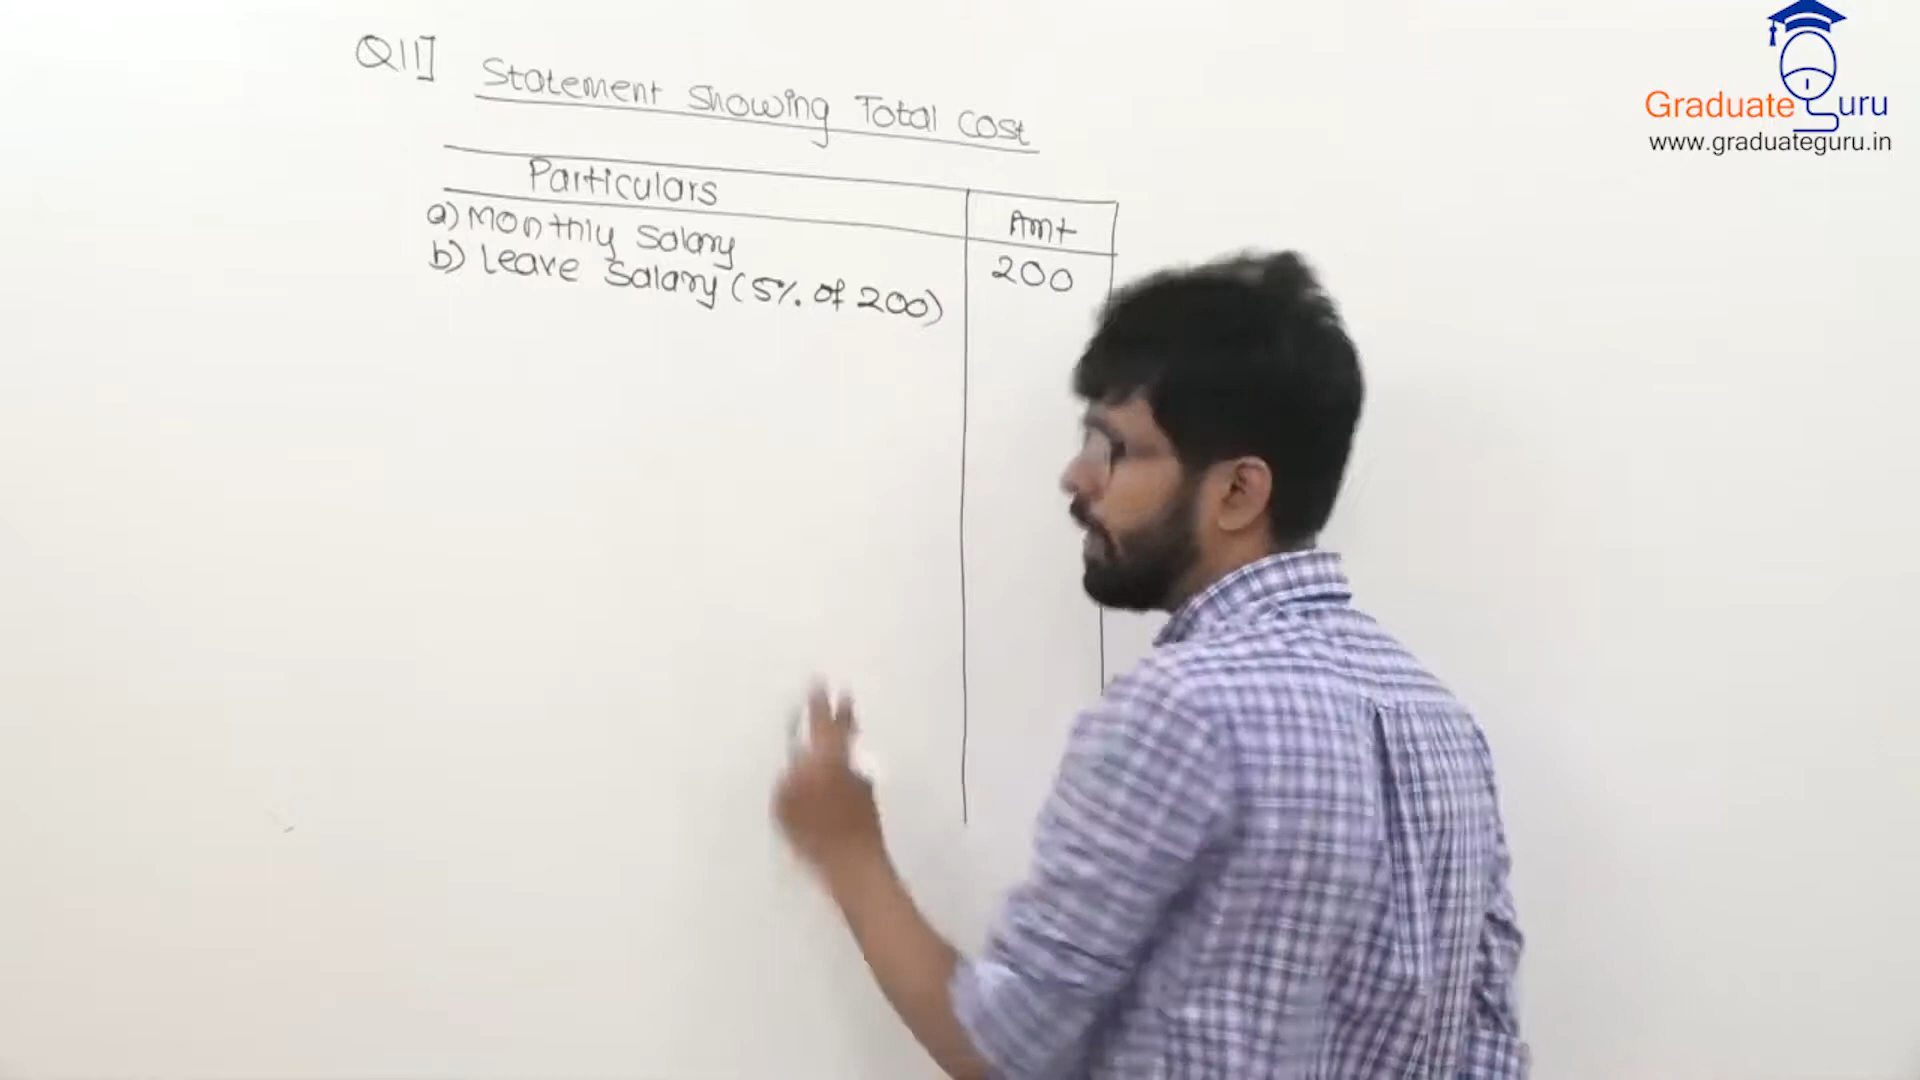 Q11] Statement Showing Total Cost
Particulars
Amt
a) Monthly Salary
200
b) Leave Salary (5% of 200)
Graduate Guru
www.graduateguru.in